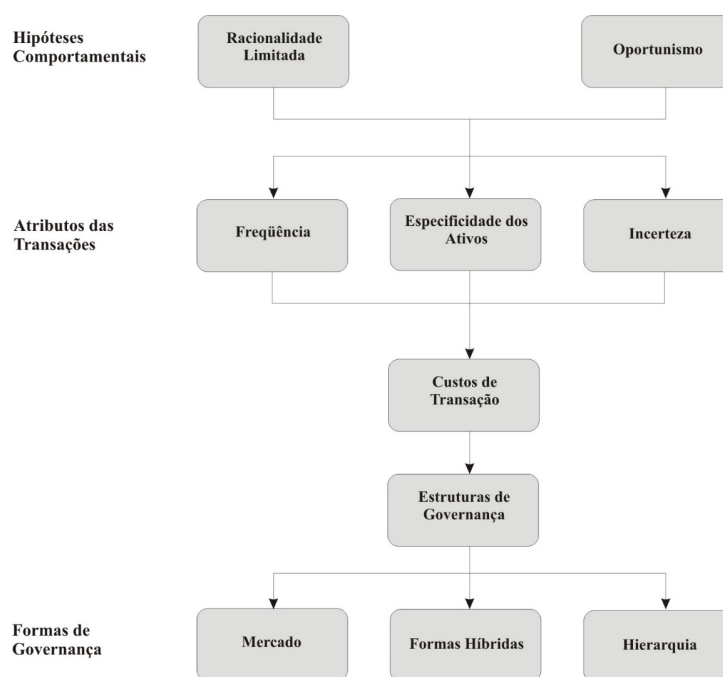 Hipóteses
Comportamentais
Racionalidade
Limitada
Oportunismo
Atributos das
Transações
Freqüência
Especificidade dos
Ativos
Incerteza
Custos de
Transação
Estruturas de
Governança
Formas de
Governança
Mercado
Formas Híbridas
Hierarquia